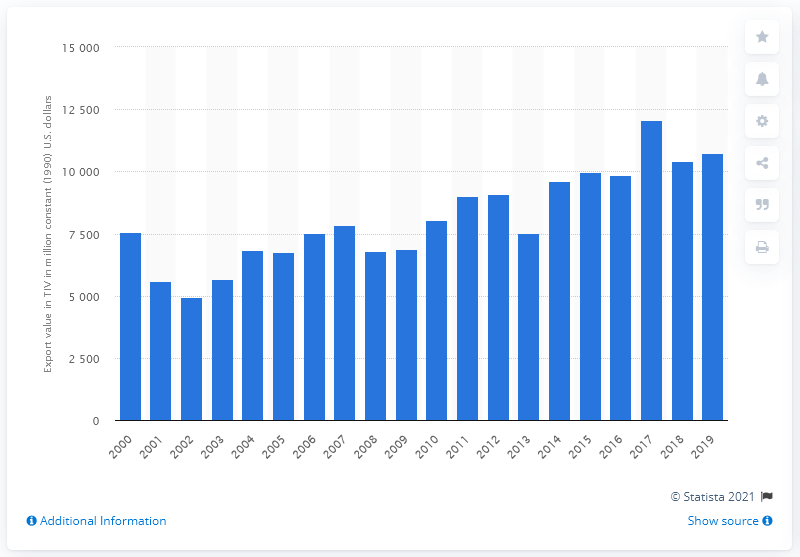 15 000
12 500
10 000
7 500
5 000
2 500
0
Export value in TIV in million constant (1990) U.S. dollars
2000 2001 2002 2003 2004 2005 2006 2007 2008 2009 2010 2011 2012 2013 2014 2015 2016 2017 2018 2019
© Statista 2021
Additional Information
Show source